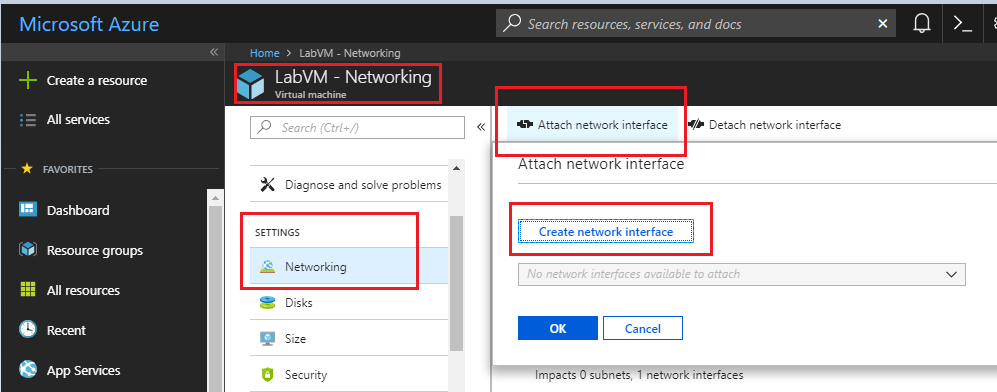 Microsoft Azure
Search resources, services, and docs
Home > LabVM - Networking
Create a resource
All services
FAVORITES
Dashboard
Resource groups
All resources
Recent
App Services
LabVM - Networking
Virtual machine
Search (Ctrl+/)
Diagnose and solve problems
SETTINGS
Networking
Disks
Size
Security
Attach network interface
Detach network interface
Attach network interface
Create network interface
No network interfaces available to attach
OK
Cancel
Impacts 0 subnets, 1 network interfaces